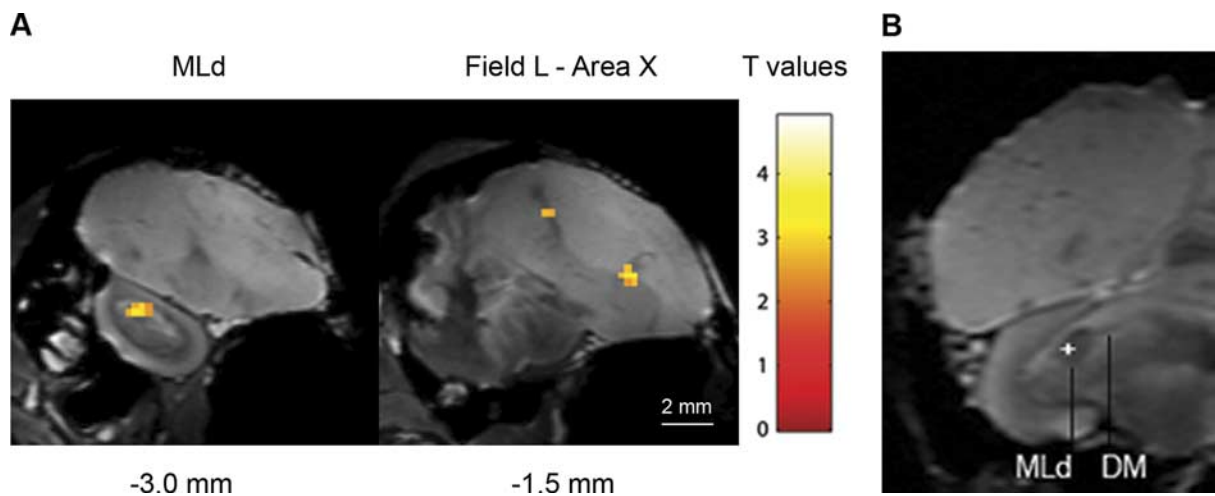 A
B
MLd
Field L - Area X
T values
4
3
2
1
0
2 mm
-3.0 mm
-1.5 mm
MLd DM